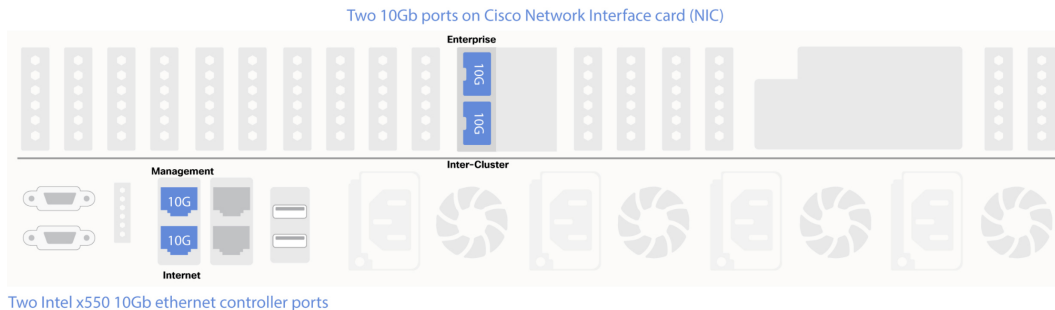 Two 10Gb ports on Cisco Network Interface card (NIC)
Enterprise
10G
10G
Inter-Cluster
Management
10G
10G
Internet
Two Intel x550 10Gb ethernet controller ports